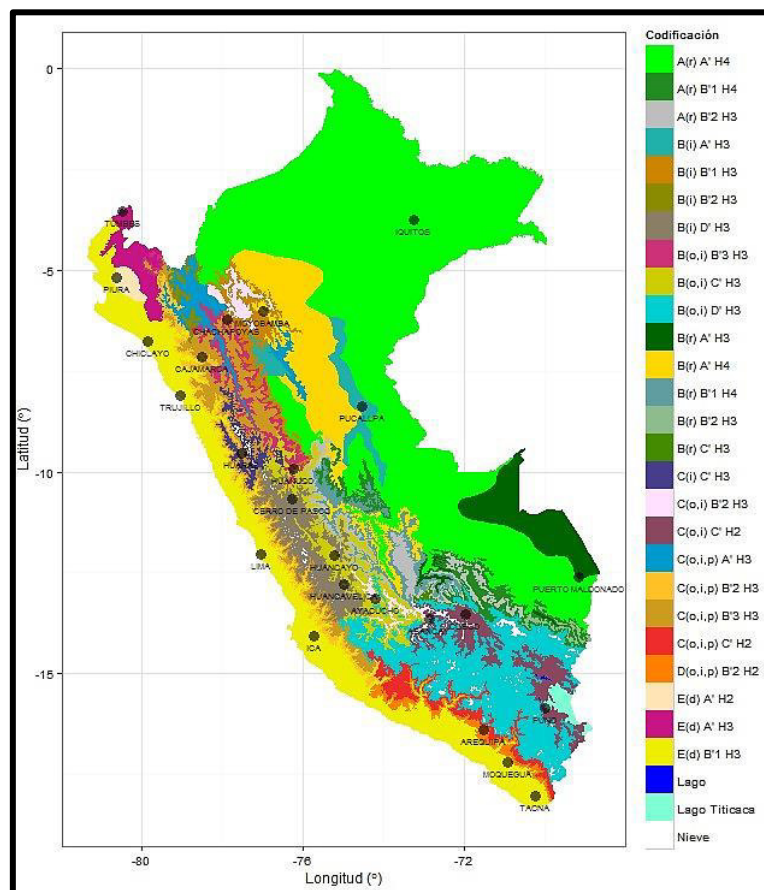 Codificación
A(r) A' H4
A(r) B'1 H4
A(r) B'2 H3
B(i) A' H3
B(i) B'1 H3
B(i) B'2 H3
B(i) D' H3
B(o,i) B'3 H3
B(o,i) C' H3
B(o,i) D' H3
B(r) A' H3
B(r) A' H4
B(r) B'1 H4
B(r) B'2 H3
B(r) C' H3
C(i) C' H3
C(o,i) B'2 H3
C(o,i) C' H2
C(o,i,p) A' H3
C(o,i,p) B'2 H3
C(o,i,p) B'3 H3
C(o,i,p) C' H2
D(o,i,p) B'2 H2
E(d) A' H2
E(d) A' H3
E(d) B'1 H3
Lago
Lago Titicaca
Nieve
0
-5
-10
-15
Latitud (º)
TUMBES
IQUITOS
PIURA
MOYOBAMBA
CHACHAPOYAS
CHICLAYO
CAJAMARCA
TRUJILLO
PUCALLPA
HUARAZ
HUANUCO
CERRO DE PASCO
LIMA
HUANCAYO
PUERTO MALDONADO
HUANCAVELICA
AYACUCHO
ICA
PUNO
AREQUIPA
MOQUEGUA
TACNA
-80
-76
-72
Longitud (º)